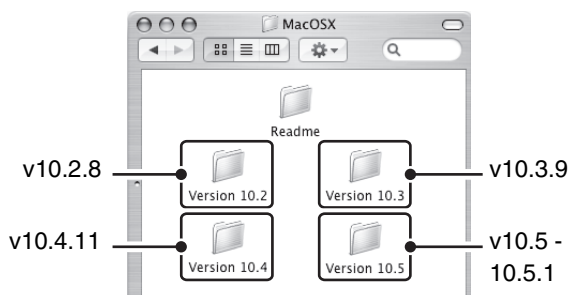 MacOSX
Readme
v10.2.8
Version 10.2
Version 10.3
v10.3.9
v10.4.11
Version 10.4
Version 10.5
v10.5 -
10.5.1